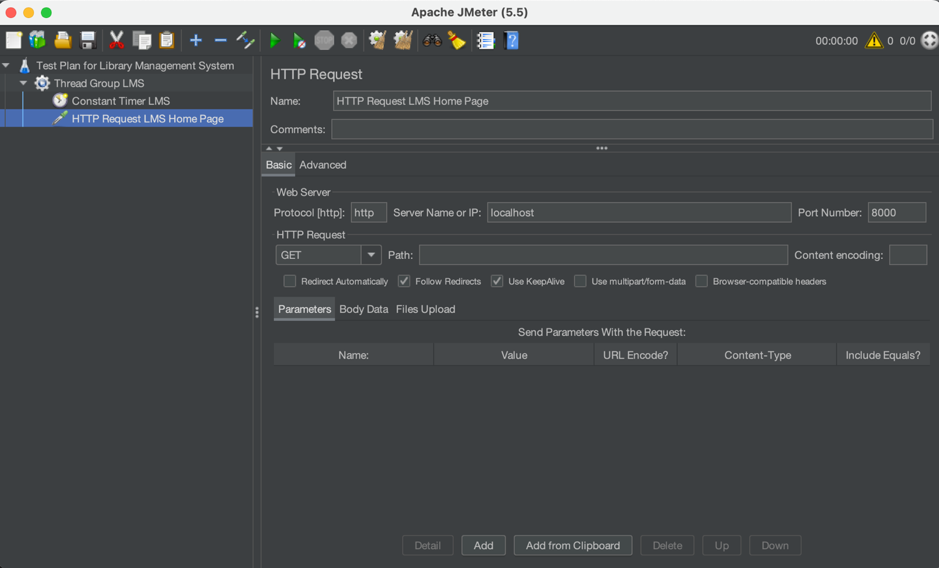 Apache JMeter (5.5)
00:00:00 0 0/0
Test Plan for Library Management System
Thread Group LMS
Constant Timer LMS
HTTP Request LMS Home Page
HTTP Request
Name: HTTP Request LMS Home Page
Comments:
Basic Advanced
Web Server
Protocol [http]: http Server Name or IP: localhost Port Number: 8000
HTTP Request
GET Path: Content encoding:
Redirect Automatically Follow Redirects Use KeepAlive Use multipart/form-data Browser-compatible headers
Parameters Body Data Files Upload
Send Parameters With the Request:
Name: Value URL Encode? Content-Type Include Equals?
Detail Add Add from Clipboard Delete Up Down